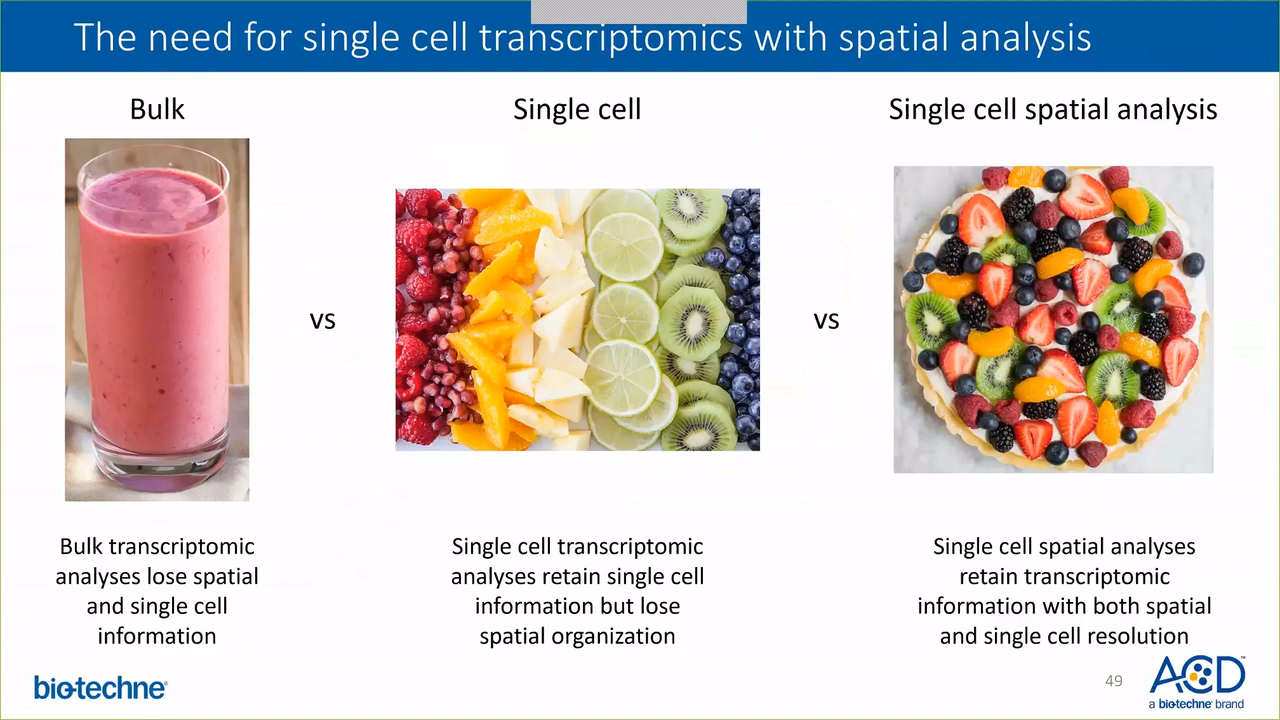 The need for single cell transcriptomics with spatial analysis
Bulk
Single cell
Single cell spatial analysis
vs
vs
Bulk transcriptomic
analyses lose spatial
and single cell
information
Single cell transcriptomic
analyses retain single cell
information but lose
spatial organization
Single cell spatial analyses
retain transcriptomic
information with both spatial
and single cell resolution
bio-techne®
49
ACD™
a bio-techne brand